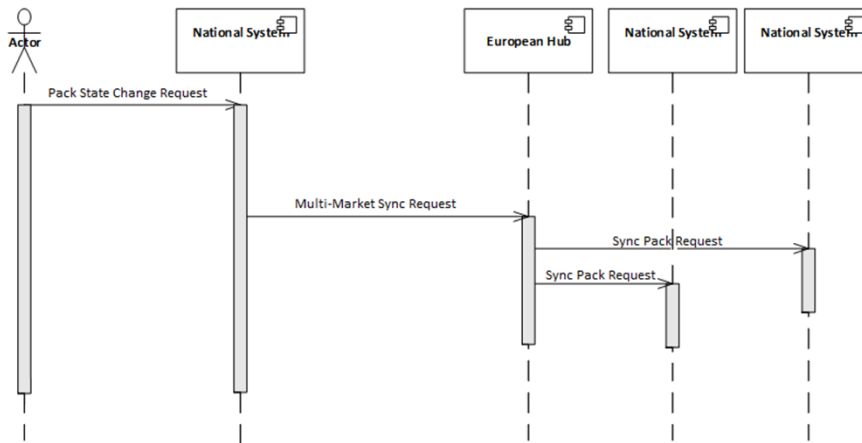 Actor
National System
European Hub
National System
National System
Pack State Change Request
Multi-Market Sync Request
Sync Pack Request
Sync Pack Request